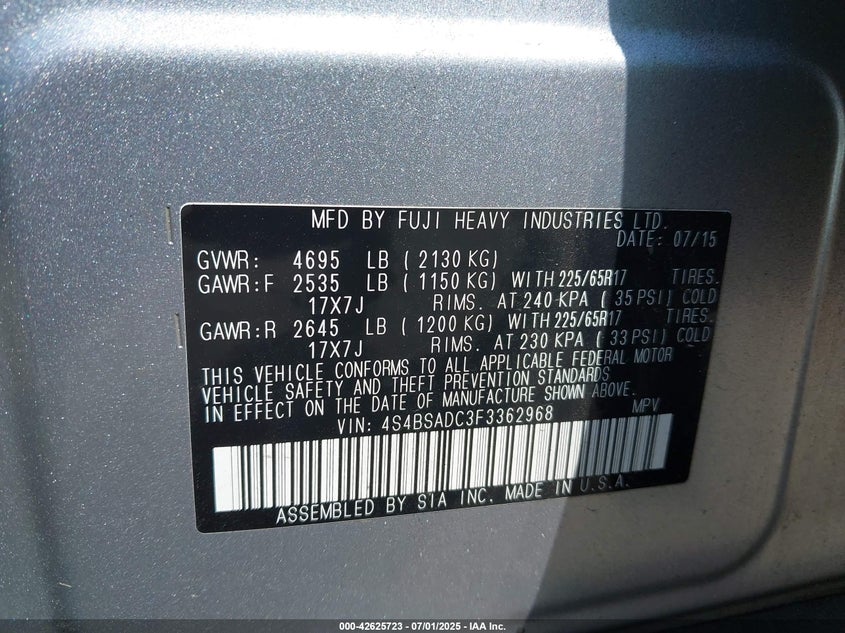 MFD BY FUJI HEAVY INDUSTRIES LTD.
DATE: 07/15
GVWR: 4695 LB ( 2130 KG)
GAWR:F 2535 LB ( 1150 KG) WITH 225/65R17 TIRES.
17X7J RIMS. AT 240 KPA ( 35 PSI) COLD
GAWR:R 2645 LB ( 1200 KG) WITH 225/65R17 TIRES.
17X7J RIMS. AT 230 KPA ( 33 PSI) COLD
THIS VEHICLE CONFORMS TO ALL APPLICABLE FEDERAL MOTOR
VEHICLE SAFETY AND THEFT PREVENTION STANDARDS
IN EFFECT ON THE DATE OF MANUFACTURE SHOWN ABOVE.
VIN: 4S4BSADC3F3362968 MPV
ASSEMBLED BY SIA INC. MADE IN U.S.A.
000-42625723 - 07/01/2025 - IAA Inc.